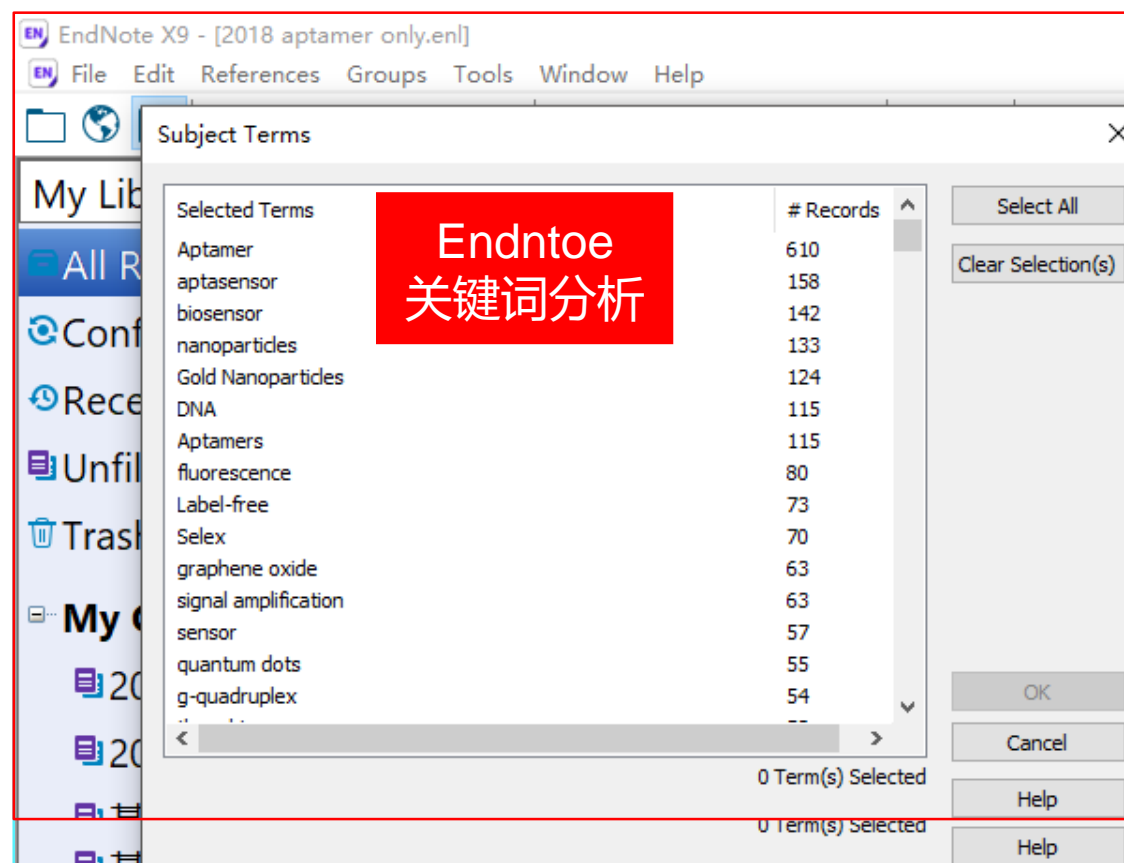 EndNote X9 - [2018 aptamer only.enl]
File Edit References Groups Tools Window Help
Subject Terms
My Lib
Selected Terms # Records
Select All
Endntoe
关键词分析
Aptamer 610
All R
Clear Selection(s)
aptasensor 158
biosensor 142
Conf
nanoparticles 133
Gold Nanoparticles 124
Rece
DNA 115
Aptamers 115
Unfil
fluorescence 80
Label-free 73
Trash
Selex 70
graphene oxide 63
signal amplification 63
My
sensor 57
quantum dots 55
20
g-quadruplex 54
OK
20
Cancel
0 Term(s) Selected
Help
0 Term(s) Selected
Help